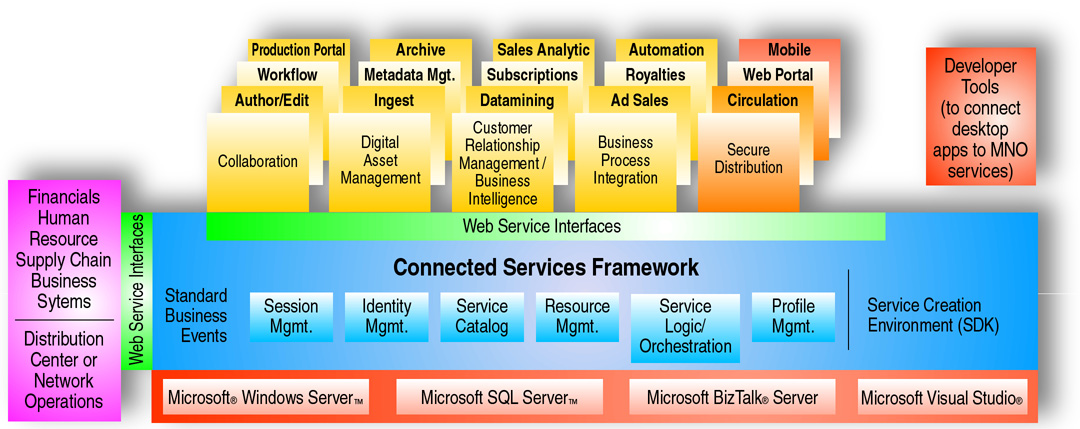 Production Portal
Workflow
Author/Edit
Collaboration
Archive
Metadata Mgt.
Ingest
Digital
Asset
Management
Sales Analytic
Subscriptions
Datamining
Customer
Relationship
Management /
Business
Intelligence
Automation
Royalties
Ad Sales
Business
Process
Integration
Mobile
Web Portal
Circulation
Secure
Distribution
Developer
Tools
(to connect
desktop
apps to MNO
services)
Financials
Human
Resource
Supply Chain
Business
Sytems
Distribution
Center or
Network
Operations
Web Service Interfaces
Web Service Interfaces
Connected Services Framework
Standard
Business
Events
Session
Mgmt.
Identity
Mgmt.
Service
Catalog
Resource
Mgmt.
Service
Logic/
Orchestration
Profile
Mgmt.
Service Creation
Environment (SDK)
Microsoft® Windows Server™
Microsoft SQL Server™
Microsoft BizTalk® Server
Microsoft Visual Studio®